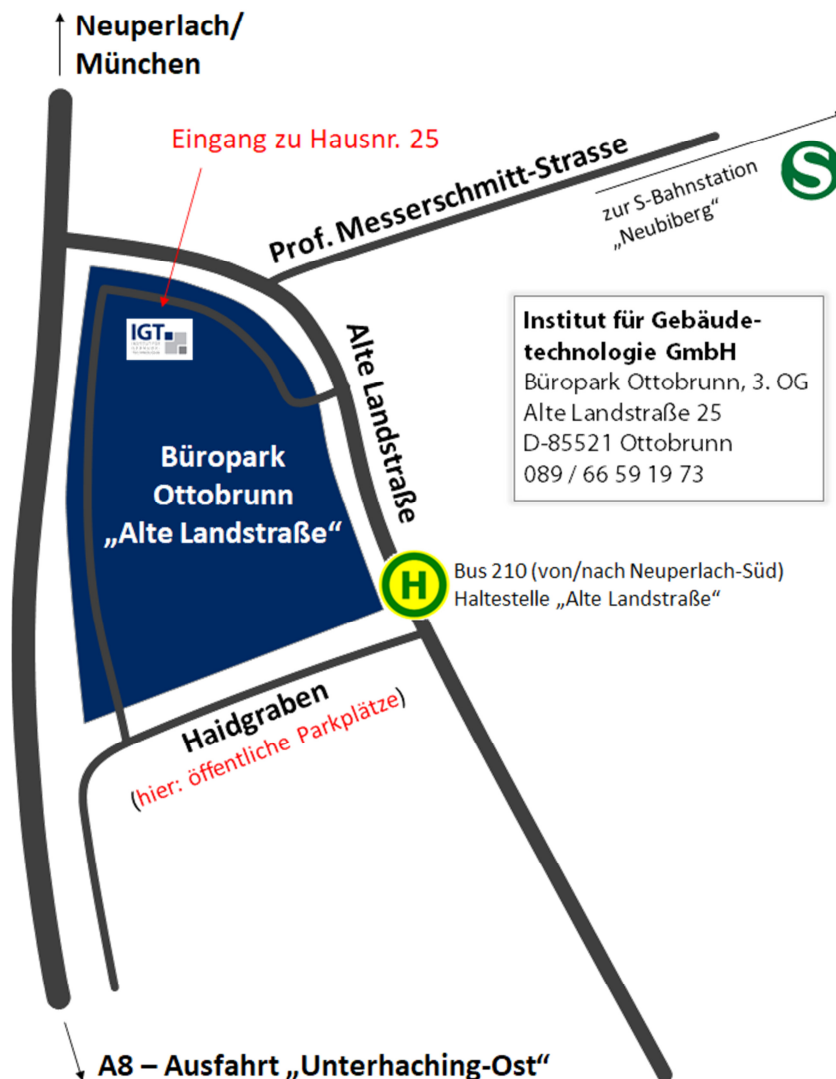 Neuperlach/
München
Eingang zu Hausnr. 25
Prof. Messerschmitt-Strasse
zur S-Bahnstation
„Neubiberg“
S
IGT
Institut für Gebäude-
technologie GmbH
Büropark Ottobrunn, 3. OG
Alte Landstraße 25
D-85521 Ottobrunn
089 / 66 59 19 73
Alte Landstraße
Büropark
Ottobrunn
„Alte Landstraße“
H
Bus 210 (von/nach Neuperlach-Süd)
Haltestelle „Alte Landstraße“
Haidgraben
(hier: öffentliche Parkplätze)
A8 – Ausfahrt „Unterhaching-Ost“